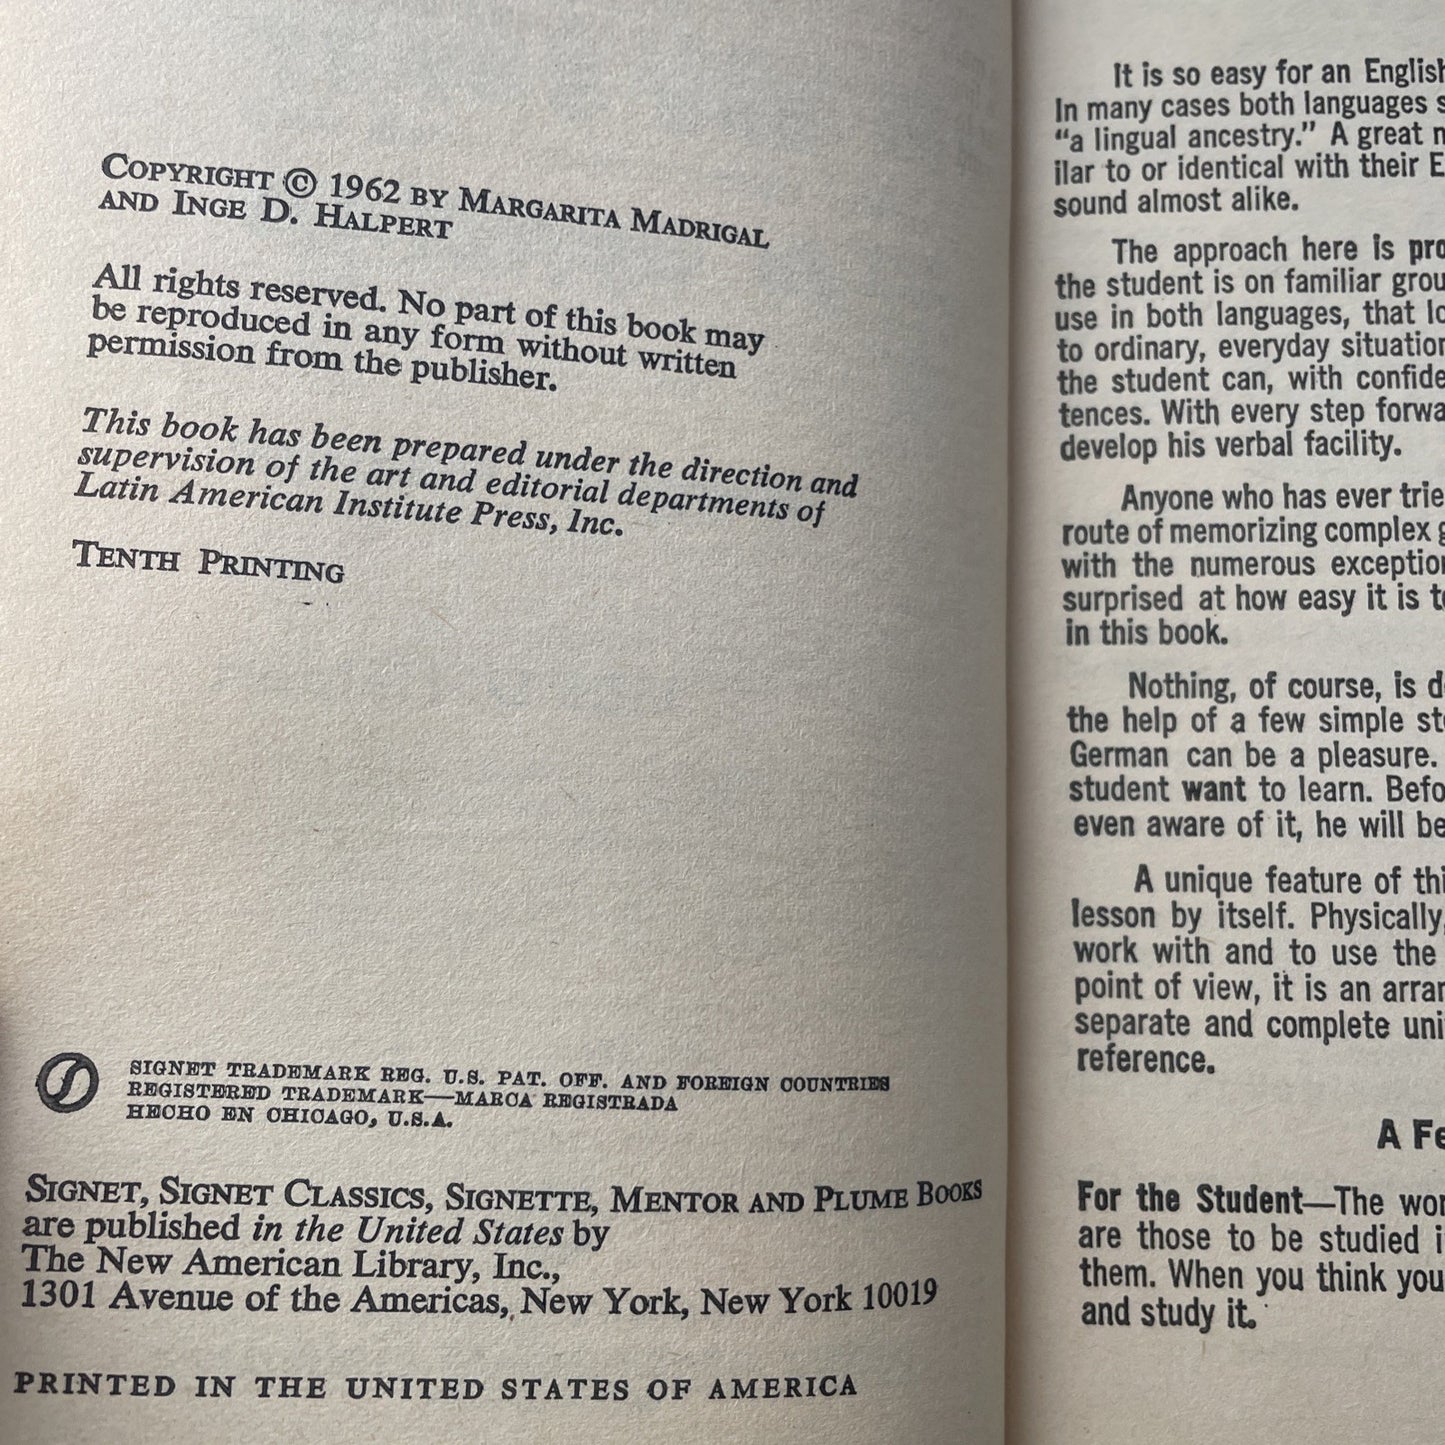 COPYRIGHT © 1962 BY MARGARITA MADRIGAL
AND INGE D. HALPERT
All rights reserved. No part of this book may
be reproduced in any form without written
permission from the publisher.
This book has been prepared under the direction and
supervision of the art and editorial departments of
Latin American Institute Press, Inc.
TENTH PRINTING
SIGNET TRADEMARK REG. U.S. PAT. OFF. AND FOREIGN COUNTRIES
REGISTERED TRADEMARK—MARCA REGISTRADA
HECHO EN CHICAGO, U.S.A.
SIGNET, SIGNET CLASSICS, SIGNETTE, MENTOR AND PLUME BOOKS
are published in the United States by
The New American Library, Inc.,
1301 Avenue of the Americas, New York, New York 10019
PRINTED IN THE UNITED STATES OF AMERICA
It is so easy for an English
In many cases both languages
"a lingual ancestry." A great
ilar to or identical with their
sound almost alike.
The approach here is
the student is on familiar
use in both languages, that
to ordinary, everyday
the student can, with
tences. With every step
develop his verbal facility.
Anyone who has ever
route of memorizing complex
with the numerous
surprised at how easy it is
in this book.
Nothing, of course, is
the help of a few simple
German can be a pleasure.
student want to learn.
even aware of it, he will
A unique feature of
lesson by itself. Physically,
work with and to use the
point of view, it is an
separate and complete
reference.
A
For the Student—The
are those to be studied
them. When you think you
and study it.